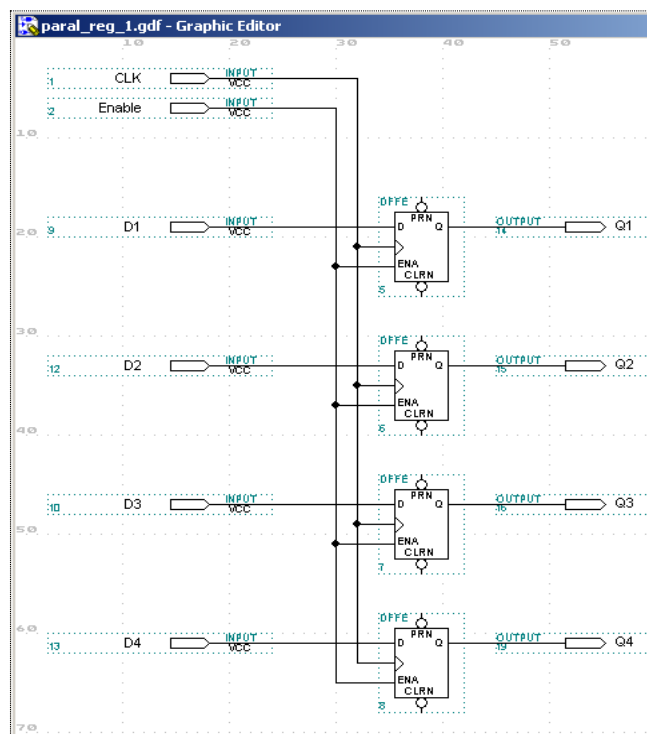 paral_reg_1.gdf - Graphic Editor
10 20 30 40 50
1 CLK INPUT VCC
2 Enable INPUT VCC
10
DFFE
PRN
9 D1 INPUT VCC D Q OUTPUT 14 Q1
20
ENA
CLRN
5
30
DFFE
PRN
12 D2 INPUT VCC D Q OUTPUT 15 Q2
ENA
CLRN
6
40
DFFE
PRN
10 D3 INPUT VCC D Q OUTPUT 16 Q3
50
ENA
CLRN
7
60
DFFE
PRN
13 D4 INPUT VCC D Q OUTPUT 19 Q4
ENA
CLRN
8
70